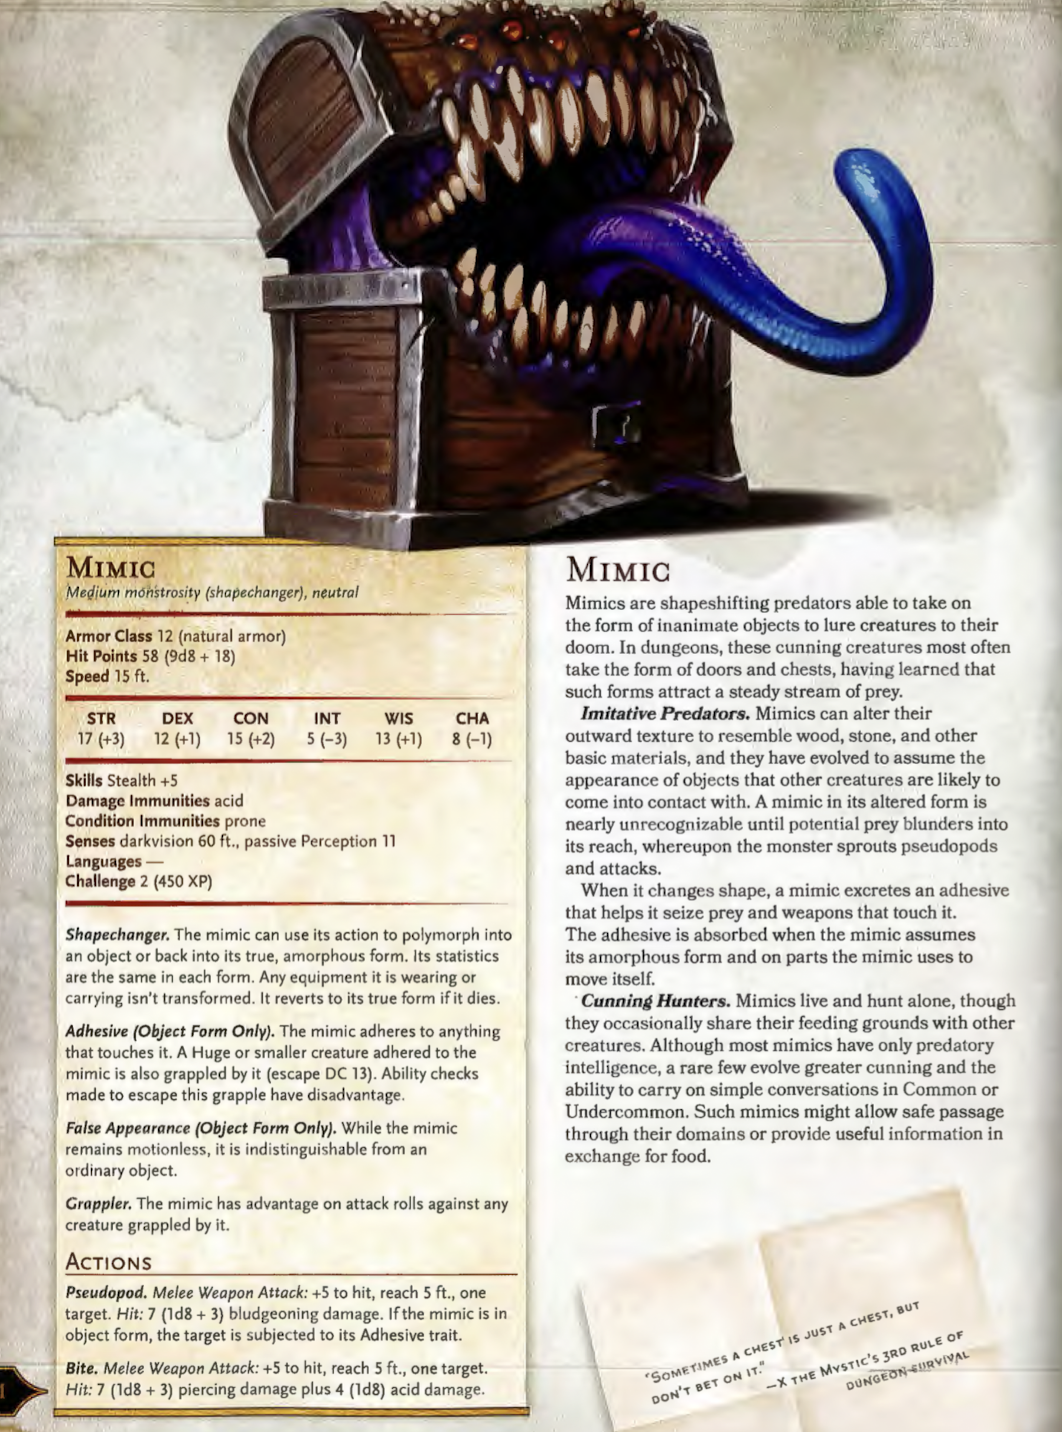 MIMIC
Medium monstrosity (shapechanger), neutral
Armor Class 12 (natural armor)
Hit Points 58 (9d8 + 18)
Speed 15 ft.
STR DEX CON INT WIS CHA
17 (+3) 12 (+1) 15 (+2) 5 (−3) 13 (+1) 8 (−1)
Skills Stealth +5
Damage Immunities acid
Condition Immunities prone
Senses darkvision 60 ft., passive Perception 11
Languages —
Challenge 2 (450 XP)
Shapechanger. The mimic can use its action to polymorph into
an object or back into its true, amorphous form. Its statistics
are the same in each form. Any equipment it is wearing or
carrying isn't transformed. It reverts to its true form if it dies.
Adhesive (Object Form Only). The mimic adheres to anything
that touches it. A Huge or smaller creature adhered to the
mimic is also grappled by it (escape DC 13). Ability checks
made to escape this grapple have disadvantage.
False Appearance (Object Form Only). While the mimic
remains motionless, it is indistinguishable from an
ordinary object.
Grappler. The mimic has advantage on attack rolls against any
creature grappled by it.
ACTIONS
Pseudopod. Melee Weapon Attack: +5 to hit, reach 5 ft., one
target. Hit: 7 (1d8 + 3) bludgeoning damage. If the mimic is in
object form, the target is subjected to its Adhesive trait.
Bite. Melee Weapon Attack: +5 to hit, reach 5 ft., one target.
Hit: 7 (1d8 + 3) piercing damage plus 4 (1d8) acid damage.
MIMIC
Mimics are shapeshifting predators able to take on
the form of inanimate objects to lure creatures to their
doom. In dungeons, these cunning creatures most often
take the form of doors and chests, having learned that
such forms attract a steady stream of prey.
Imitative Predators. Mimics can alter their
outward texture to resemble wood, stone, and other
basic materials, and they have evolved to assume the
appearance of objects that other creatures are likely to
come into contact with. A mimic in its altered form is
nearly unrecognizable until potential prey blunders into
its reach, whereupon the monster sprouts pseudopods
and attacks.
When it changes shape, a mimic excretes an adhesive
that helps it seize prey and weapons that touch it.
The adhesive is absorbed when the mimic assumes
its amorphous form and on parts the mimic uses to
move itself.
Cunning Hunters. Mimics live and hunt alone, though
they occasionally share their feeding grounds with other
creatures. Although most mimics have only predatory
intelligence, a rare few evolve greater cunning and the
ability to carry on simple conversations in Common or
Undercommon. Such mimics might allow safe passage
through their domains or provide useful information in
exchange for food.
"SOMETIMES A CHEST IS JUST A CHEST, BUT
DON'T BET ON IT."
—X THE MYSTIC'S 3RD RULE OF
DUNGEON SURVIVAL